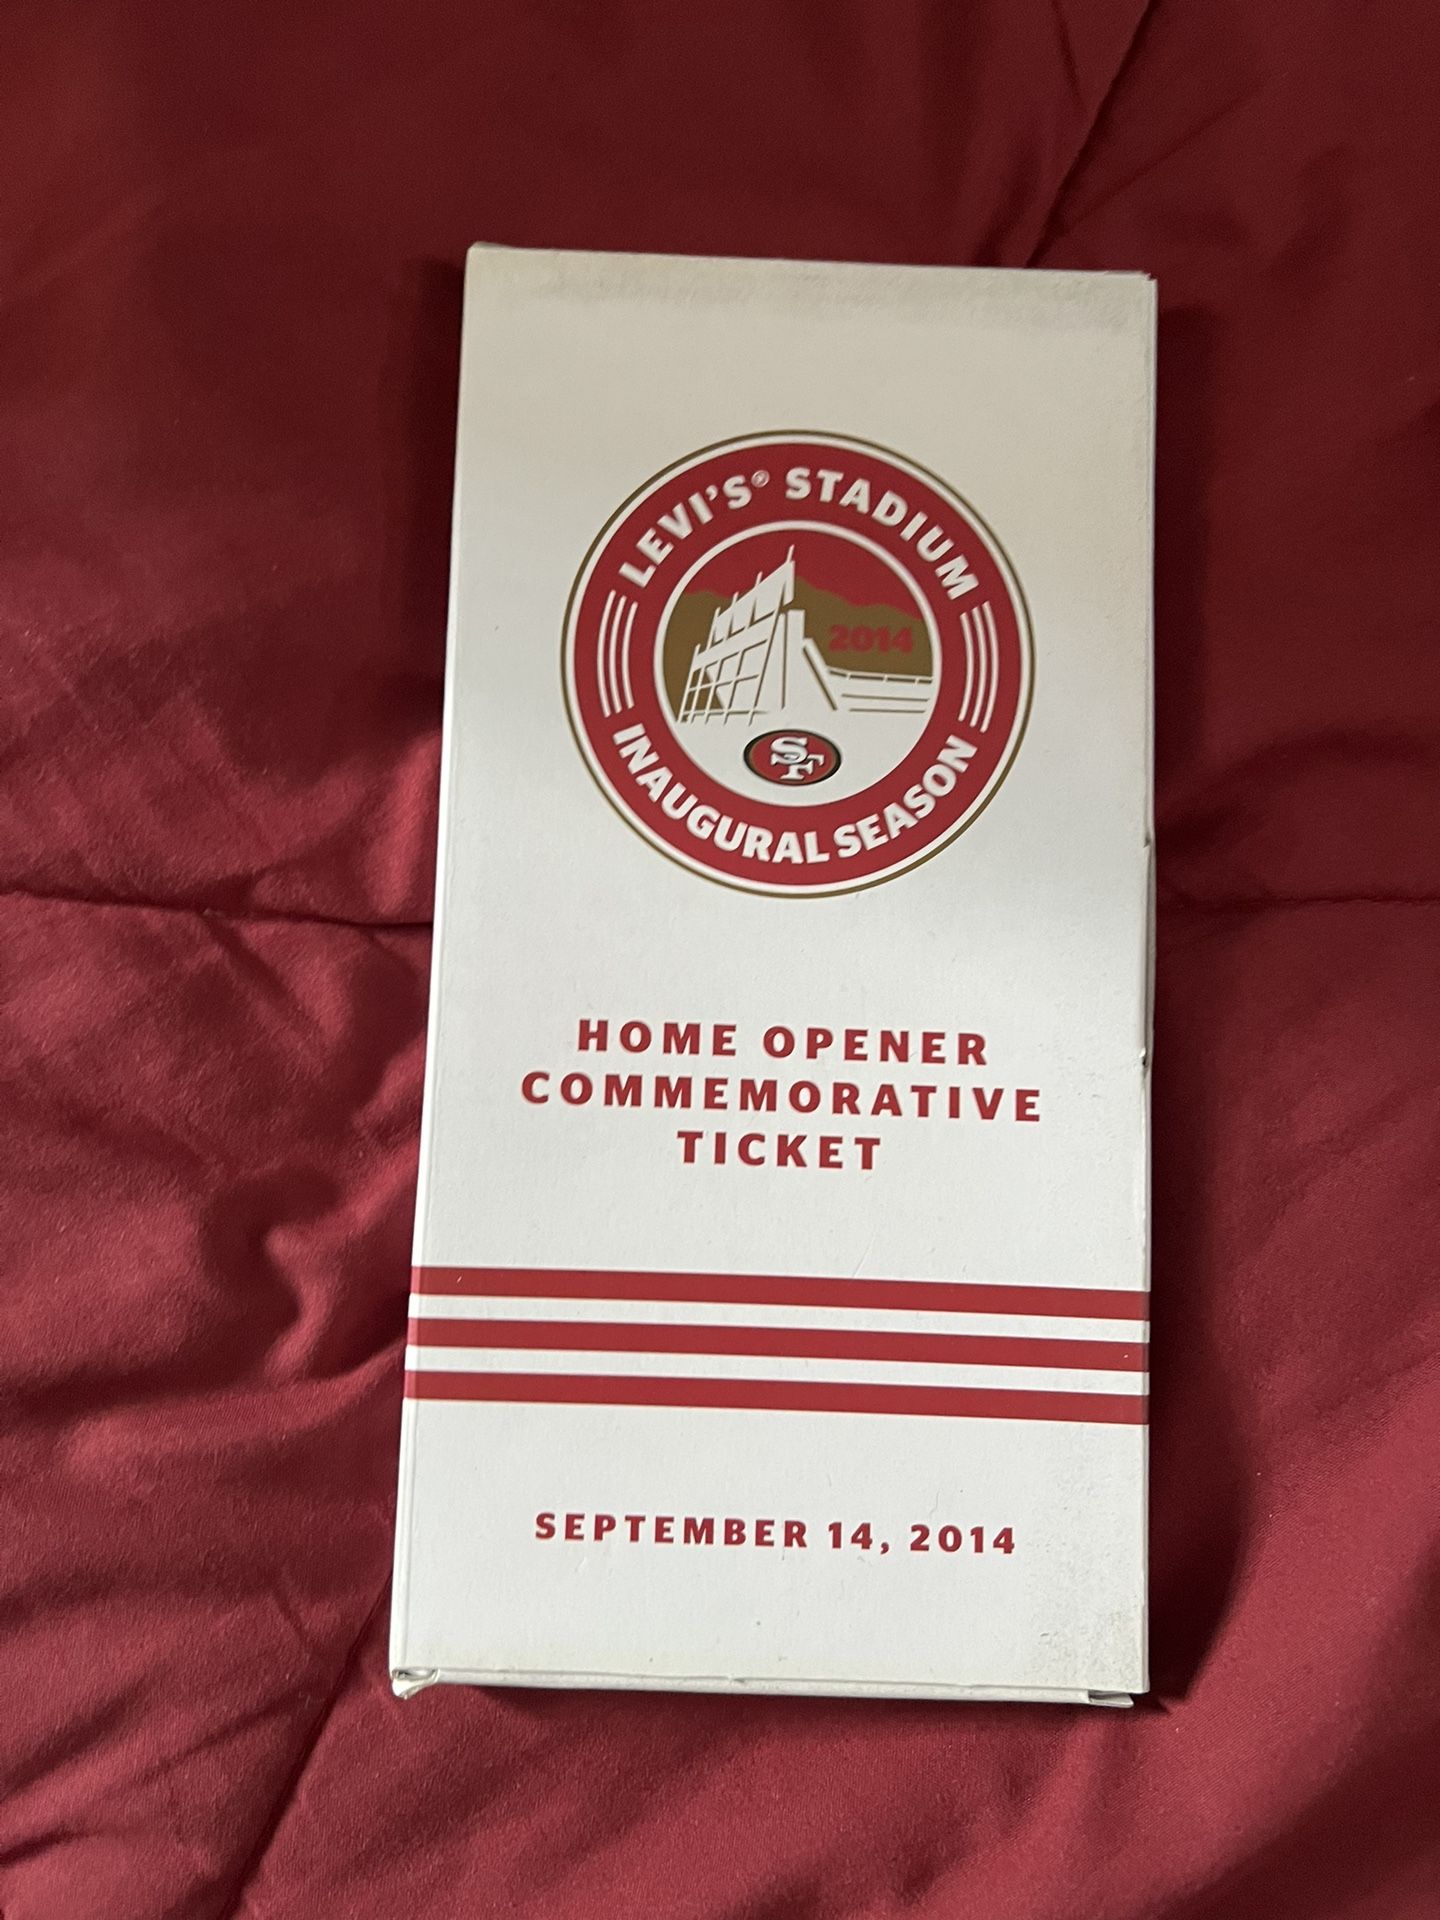 LEVI'S® STADIUM
2014
SF
INAUGURAL SEASON
HOME OPENER
COMMEMORATIVE
TICKET
SEPTEMBER 14, 2014